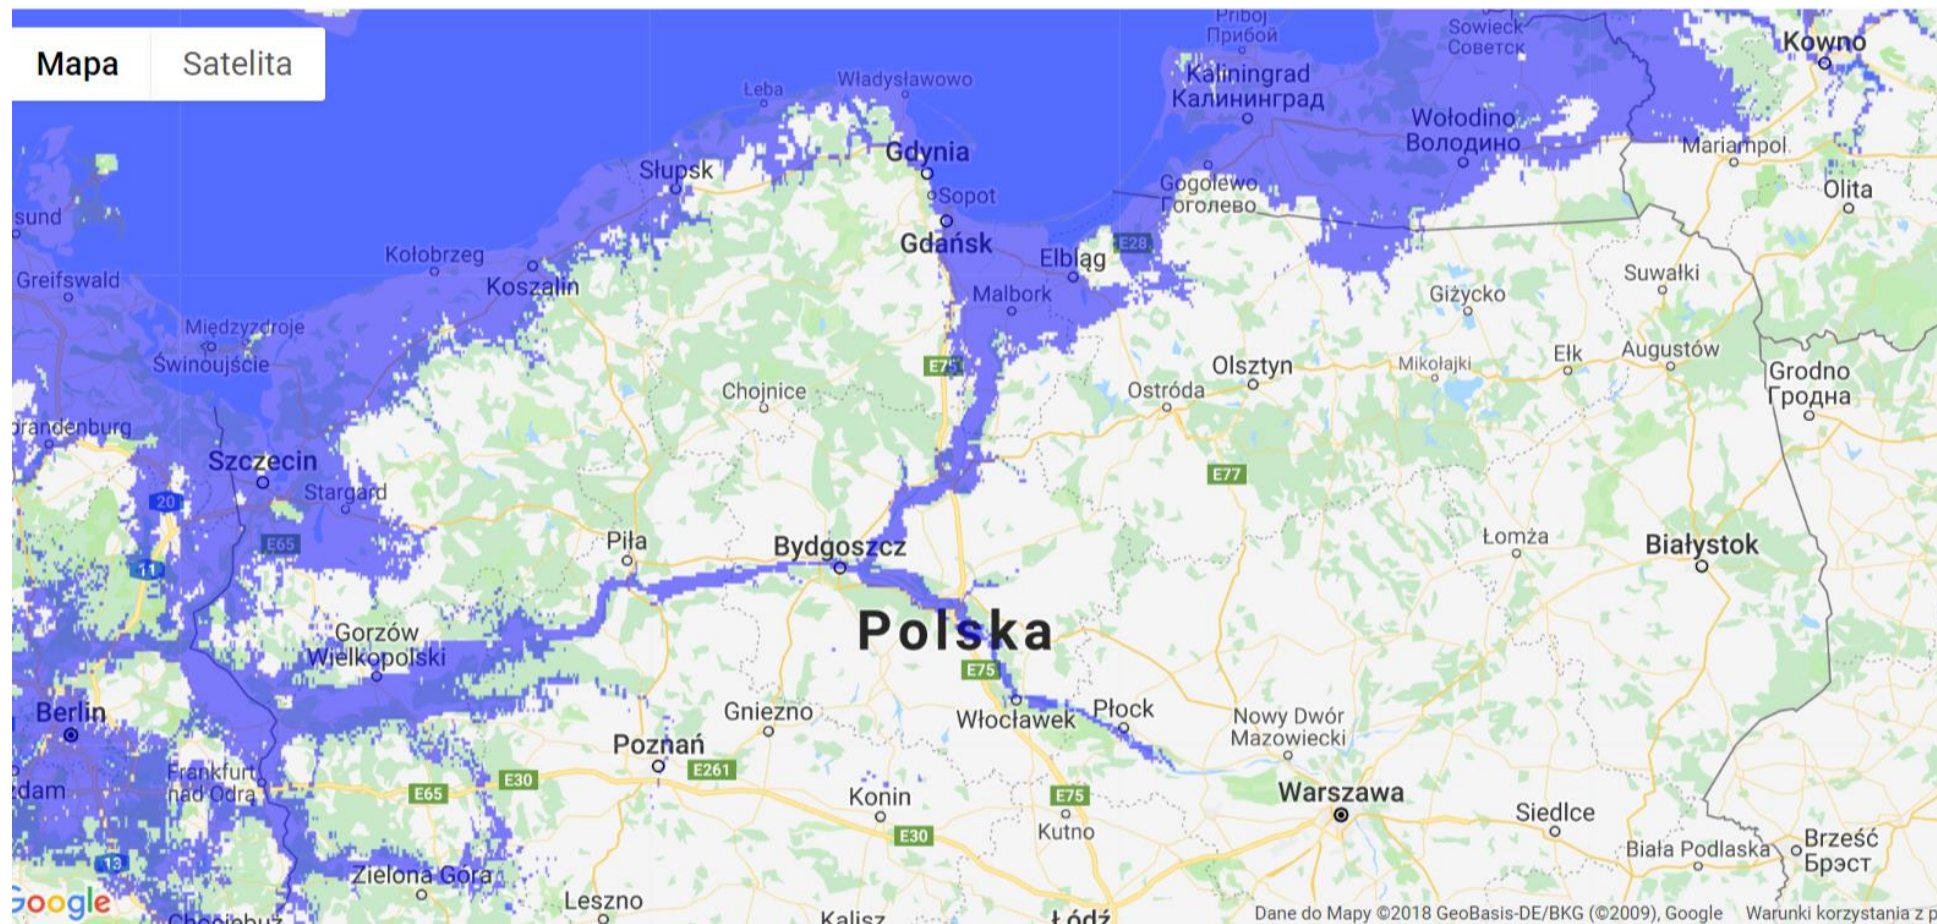 Mapa
Satelita
Priboj
Прибой
Sowieck
Советск
Kowno
Kaliningrad
Калининград
Władysławowo
Łeba
Wołodino
Володино
Mariampol
Gdynia
Słupsk
Sopot
Gogolewo
Гоголево
Olita
sund
Gdańsk
E28
Elbląg
Kołobrzeg
Koszalin
Greifswald
Malbork
Giżycko
Suwałki
Międzyzdroje
Świnoujście
E75
Olsztyn
Mikołajki
Ełk
Augustów
Grodno
Гродна
Chojnice
Ostróda
randenburg
Szczecin
Stargard
20
E77
E65
11
Piła
Bydgoszcz
Łomża
Białystok
Polska
Gorzów
Wielkopolski
E75
Berlin
Gniezno
Włocławek
Płock
Nowy Dwór
Mazowiecki
Poznań
E261
E30
E65
Frankfurt
nad Odrą
dam
Konin
E75
Warszawa
Siedlce
E30
Kutno
Biała Podlaska
Brześć
Брэст
13
Zielona Góra
Leszno
Google
Chociebuż
Kalisz
Łódź
Dane do Mapy ©2018 GeoBasis-DE/BKG (©2009), Google
Warunki korzystania z p